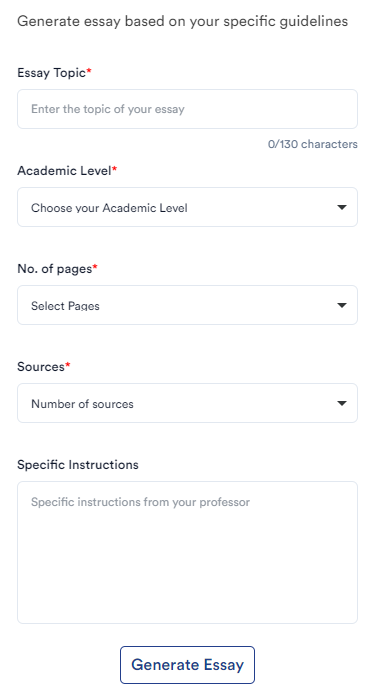 Generate essay based on your specific guidelines
Essay Topic*
Enter the topic of your essay
0/130 characters
Academic Level*
Choose your Academic Level
No. of pages*
Select Pages
Sources*
Number of sources
Specific Instructions
Specific instructions from your professor
Generate Essay